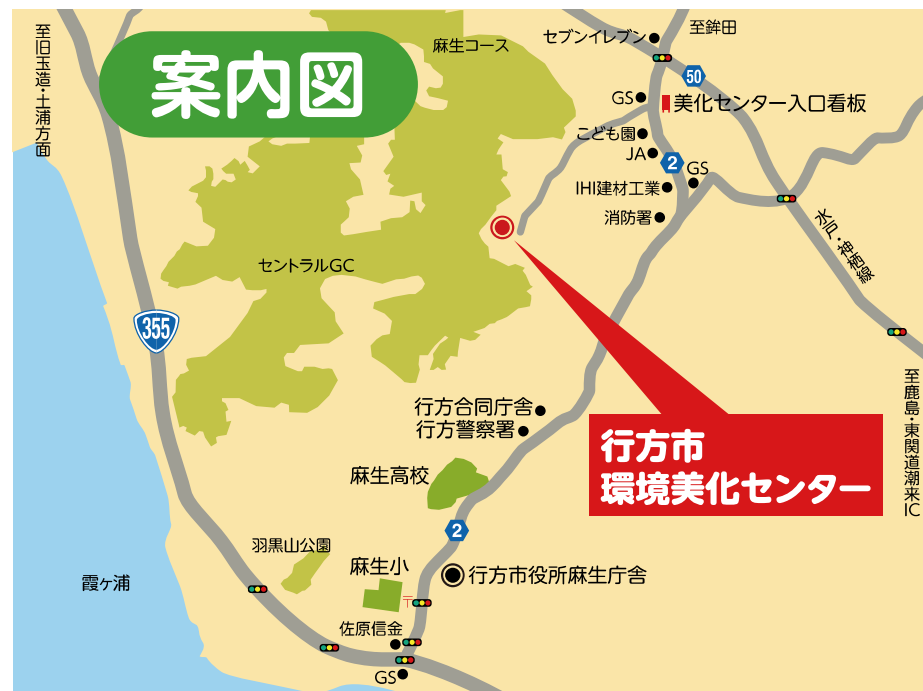 案内図
至旧玉造・土浦方面
麻生コース
セブンイレブン
至鉾田
50
GS
美化センター入口看板
こども園
JA
2
GS
IHI建材工業
消防署
水戸・神栖線
セントラルGC
355
至鹿島・東関道潮来IC
行方合同庁舎
行方警察署
行方市
環境美化センター
麻生高校
2
羽黒山公園
麻生小
行方市役所麻生庁舎
霞ヶ浦
〒
佐原信金
GS